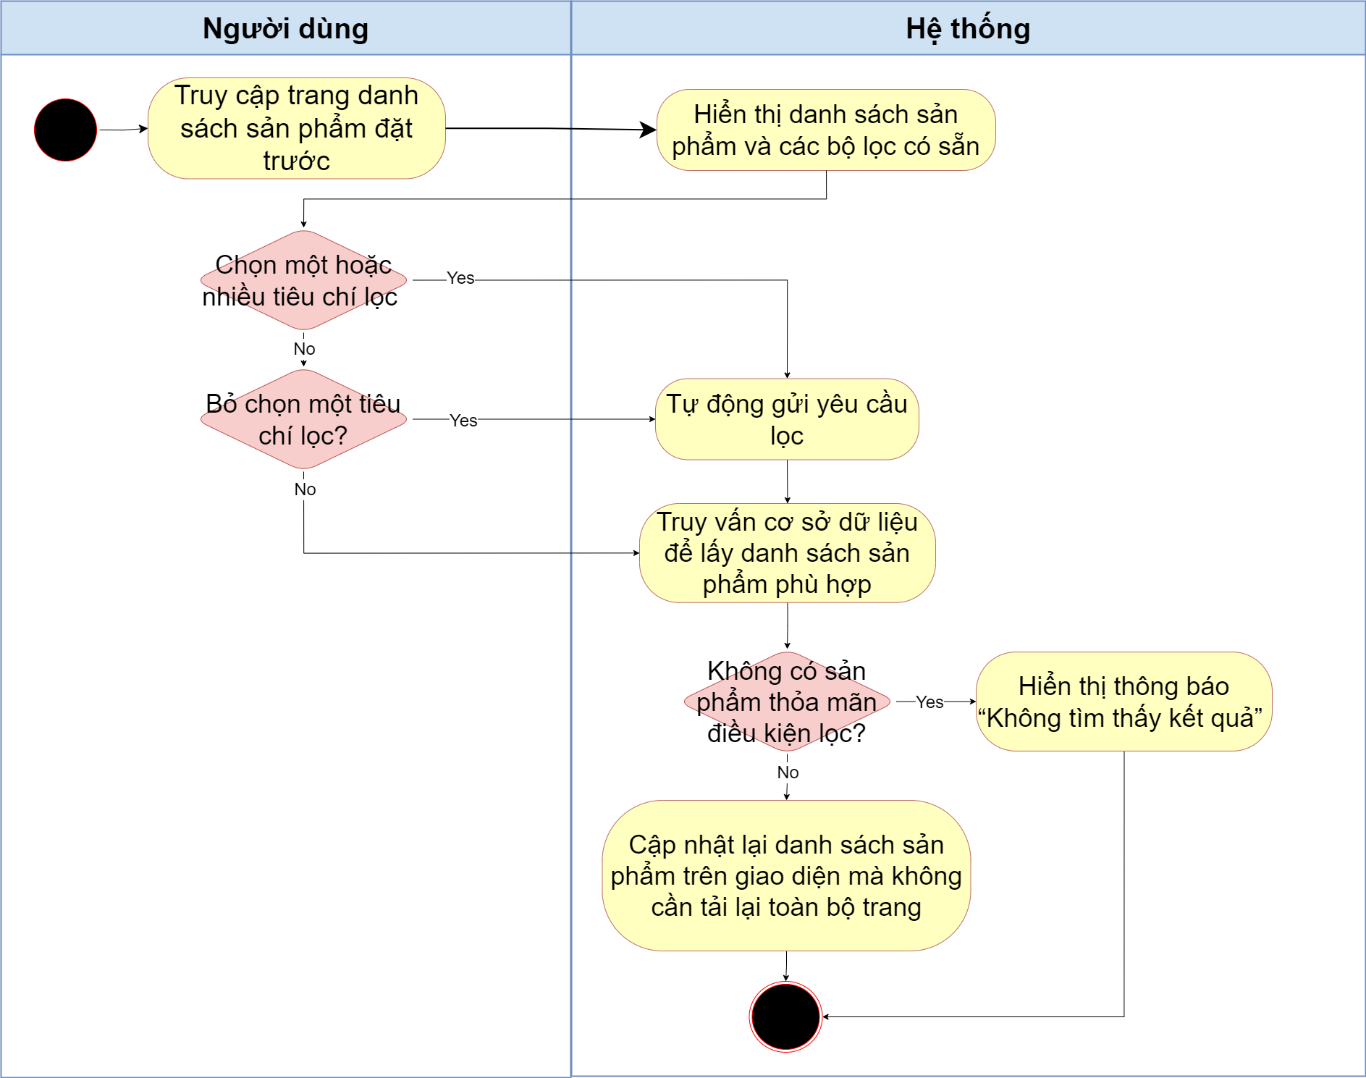 Người dùng
Hệ thống
Truy cập trang danh
sách sản phẩm đặt
trước
Hiển thị danh sách sản
phẩm và các bộ lọc có sẵn
Chọn một hoặc
nhiều tiêu chí lọc
Yes
No
Bỏ chọn một tiêu
chí lọc?
Yes
Tự động gửi yêu cầu
lọc
No
Truy vấn cơ sở dữ liệu
để lấy danh sách sản
phẩm phù hợp
Không có sản
phẩm thỏa mãn
điều kiện lọc?
Yes
Hiển thị thông báo
“Không tìm thấy kết quả”
No
Cập nhật lại danh sách sản
phẩm trên giao diện mà không
cần tải lại toàn bộ trang